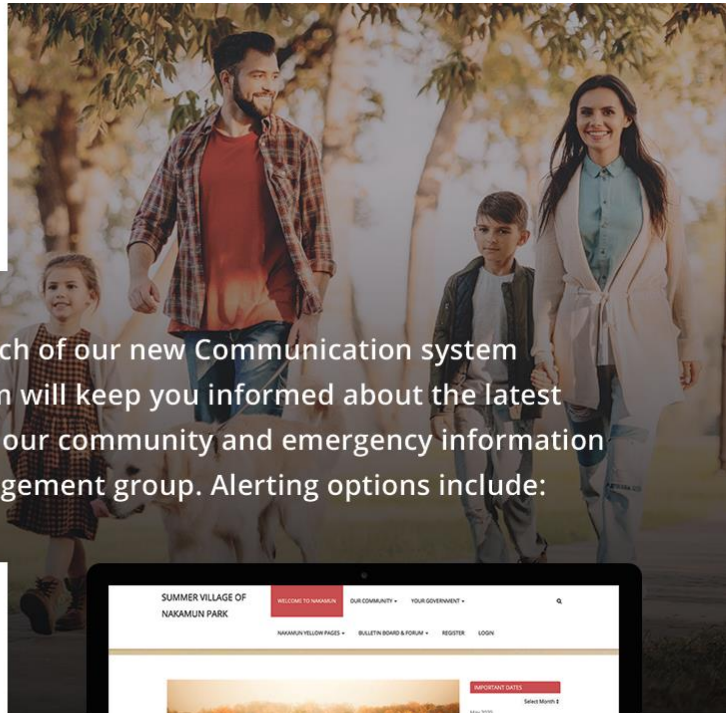 ch of our new Communication system
will keep you informed about the latest
our community and emergency information
gement group. Alerting options include:
SUMMER VILLAGE OF
NAKAMUN PARK
WELCOME TO NAKAMUN OUR COMMUNITY YOUR GOVERNMENT
NAKAMUN YELLOW PAGES BULLETIN BOARD & FORUM REGISTER LOGIN
IMPORTANT DATES
Select Month
May 2020